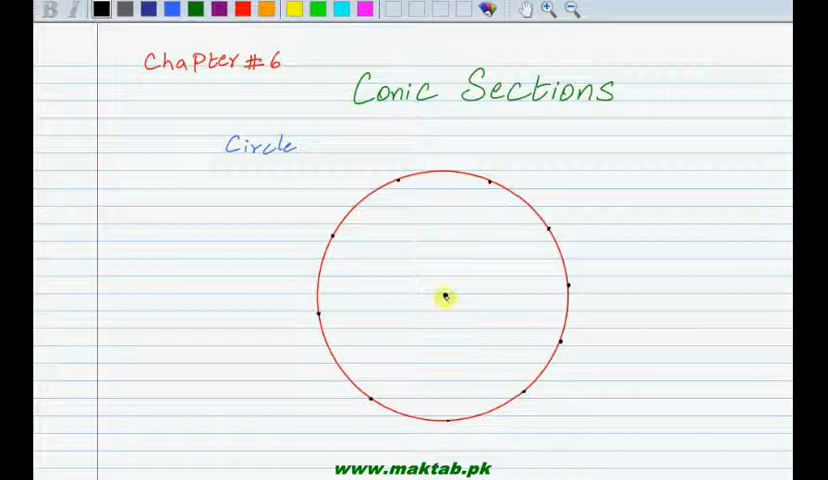 B I
Chapter #6
Conic Sections
Circle
www.maktab.pk